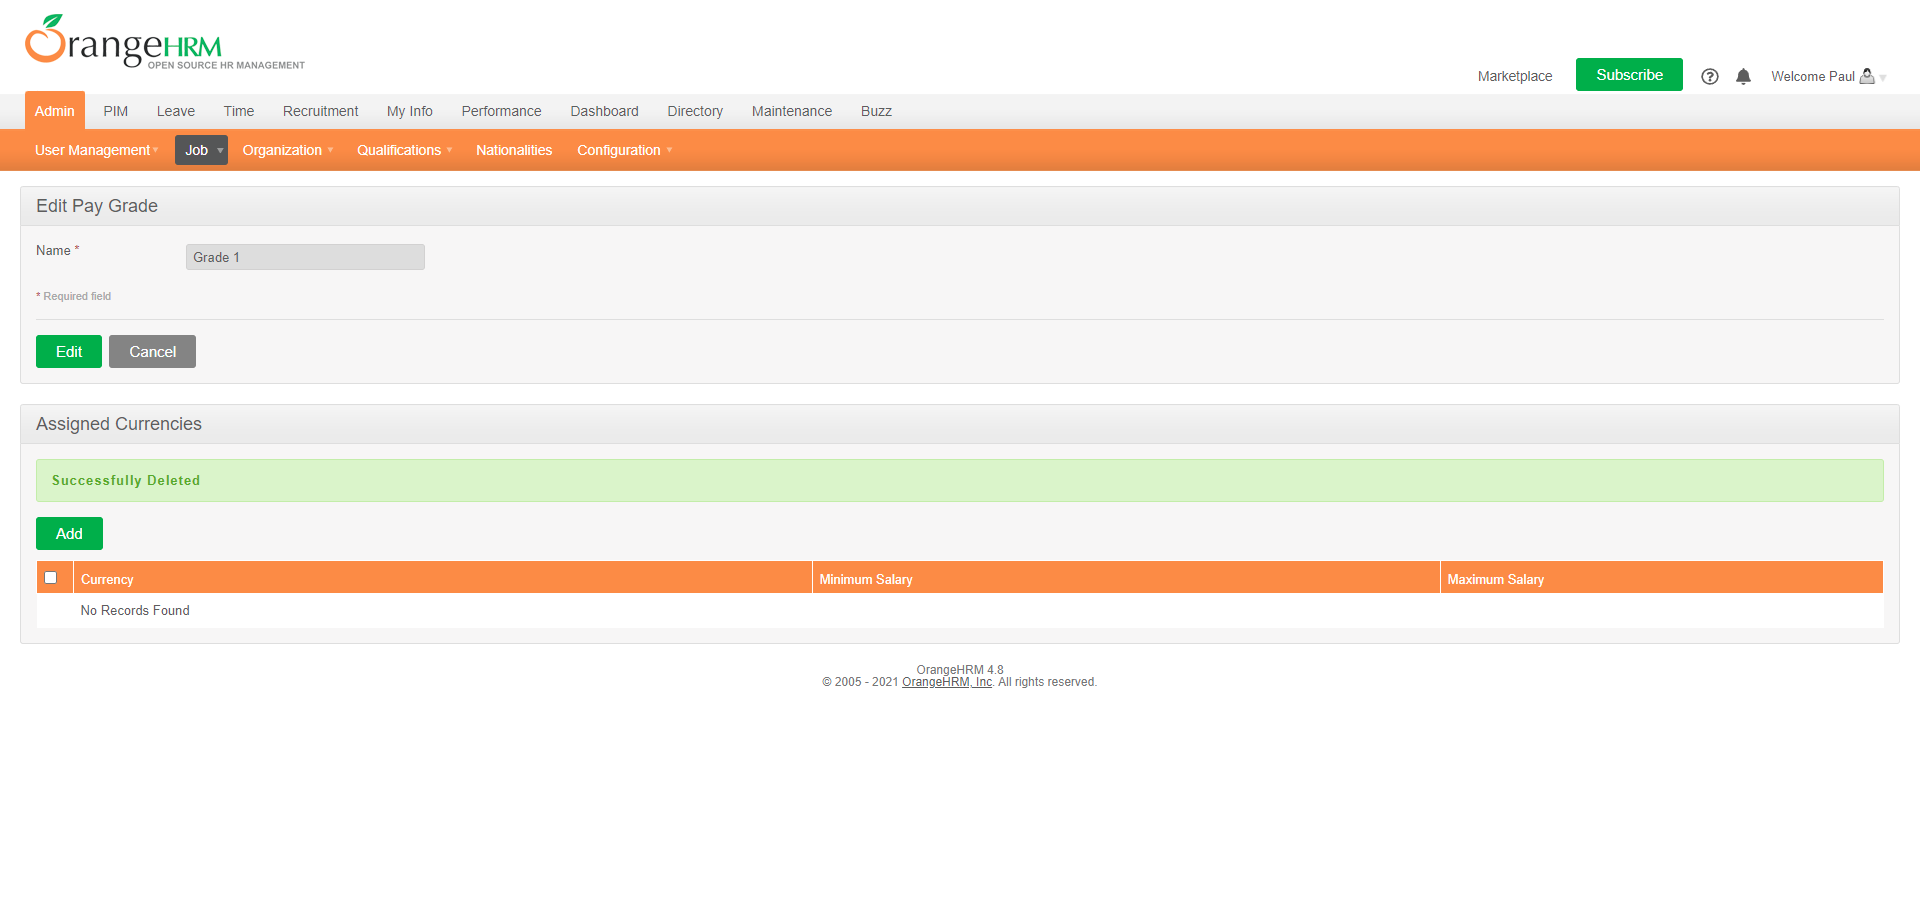 OrangeHRM
OPEN SOURCE HR MANAGEMENT
Marketplace
Subscribe
Welcome Paul
Admin PIM Leave Time Recruitment My Info Performance Dashboard Directory Maintenance Buzz
User Management Job Organization Qualifications Nationalities Configuration
Edit Pay Grade
Name *
Grade 1
* Required field
Edit Cancel
Assigned Currencies
Successfully Deleted
Add
Currency Minimum Salary Maximum Salary
No Records Found
OrangeHRM 4.8
© 2005 - 2021 OrangeHRM, Inc. All rights reserved.